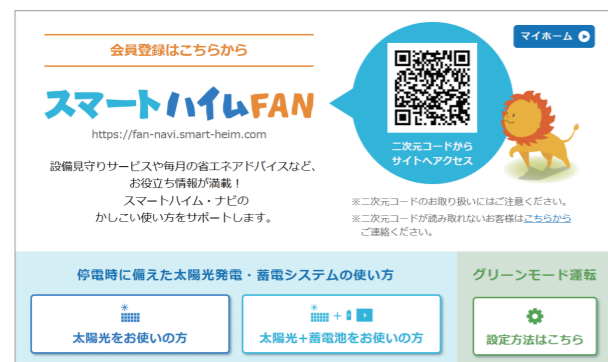 マイホーム
会員登録はこちらから
スマートハイムFAN
https://fan-navi.smart-heim.com
二次元コードから
サイトへアクセス
設備見守りサービスや毎月の省エネアドバイスなど、
お役立ち情報が満載！
スマートハイム・ナビの
かしこい使い方をサポートします。
※二次元コードのお取り扱いにはご注意ください。
※二次元コードが読み取れないお客様はこちらから
ご連絡ください。
停電時に備えた太陽光発電・蓄電システムの使い方
太陽光をお使いの方
太陽光+蓄電池をお使いの方
グリーンモード運転
設定方法はこちら